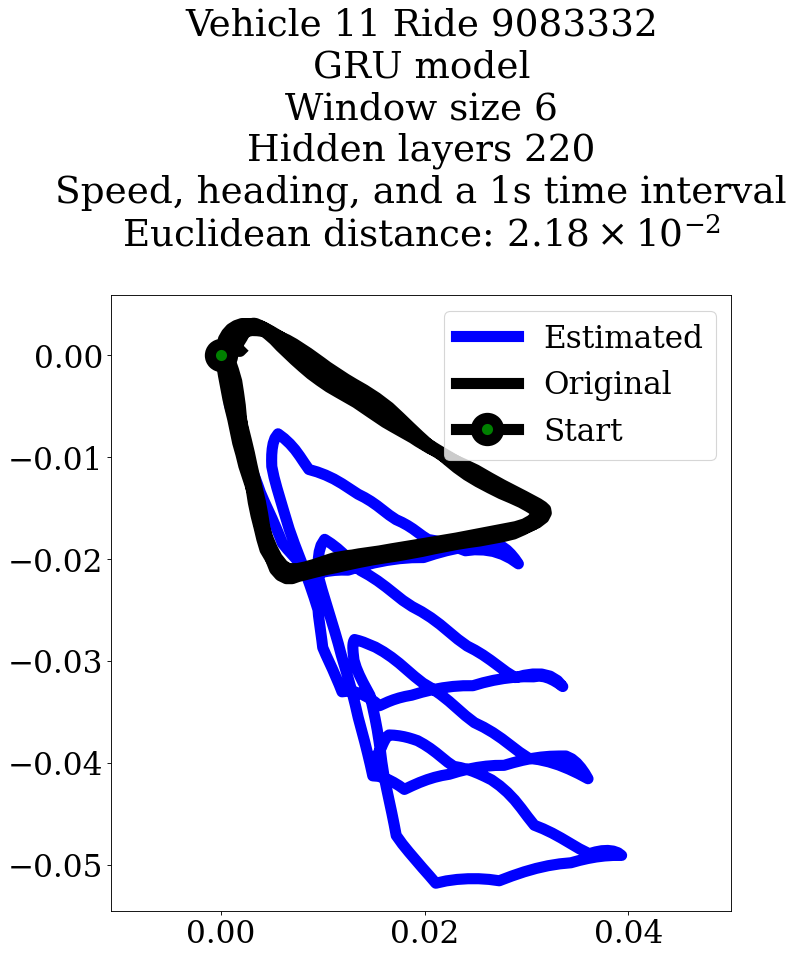 Vehicle 11 Ride 9083332
GRU model
Window size 6
Hidden layers 220
Speed, heading, and a 1s time interval
Euclidean distance: 2.18 × 10⁻²
Estimated
Original
Start
0.00
−0.01
−0.02
−0.03
−0.04
−0.05
0.00 0.02 0.04